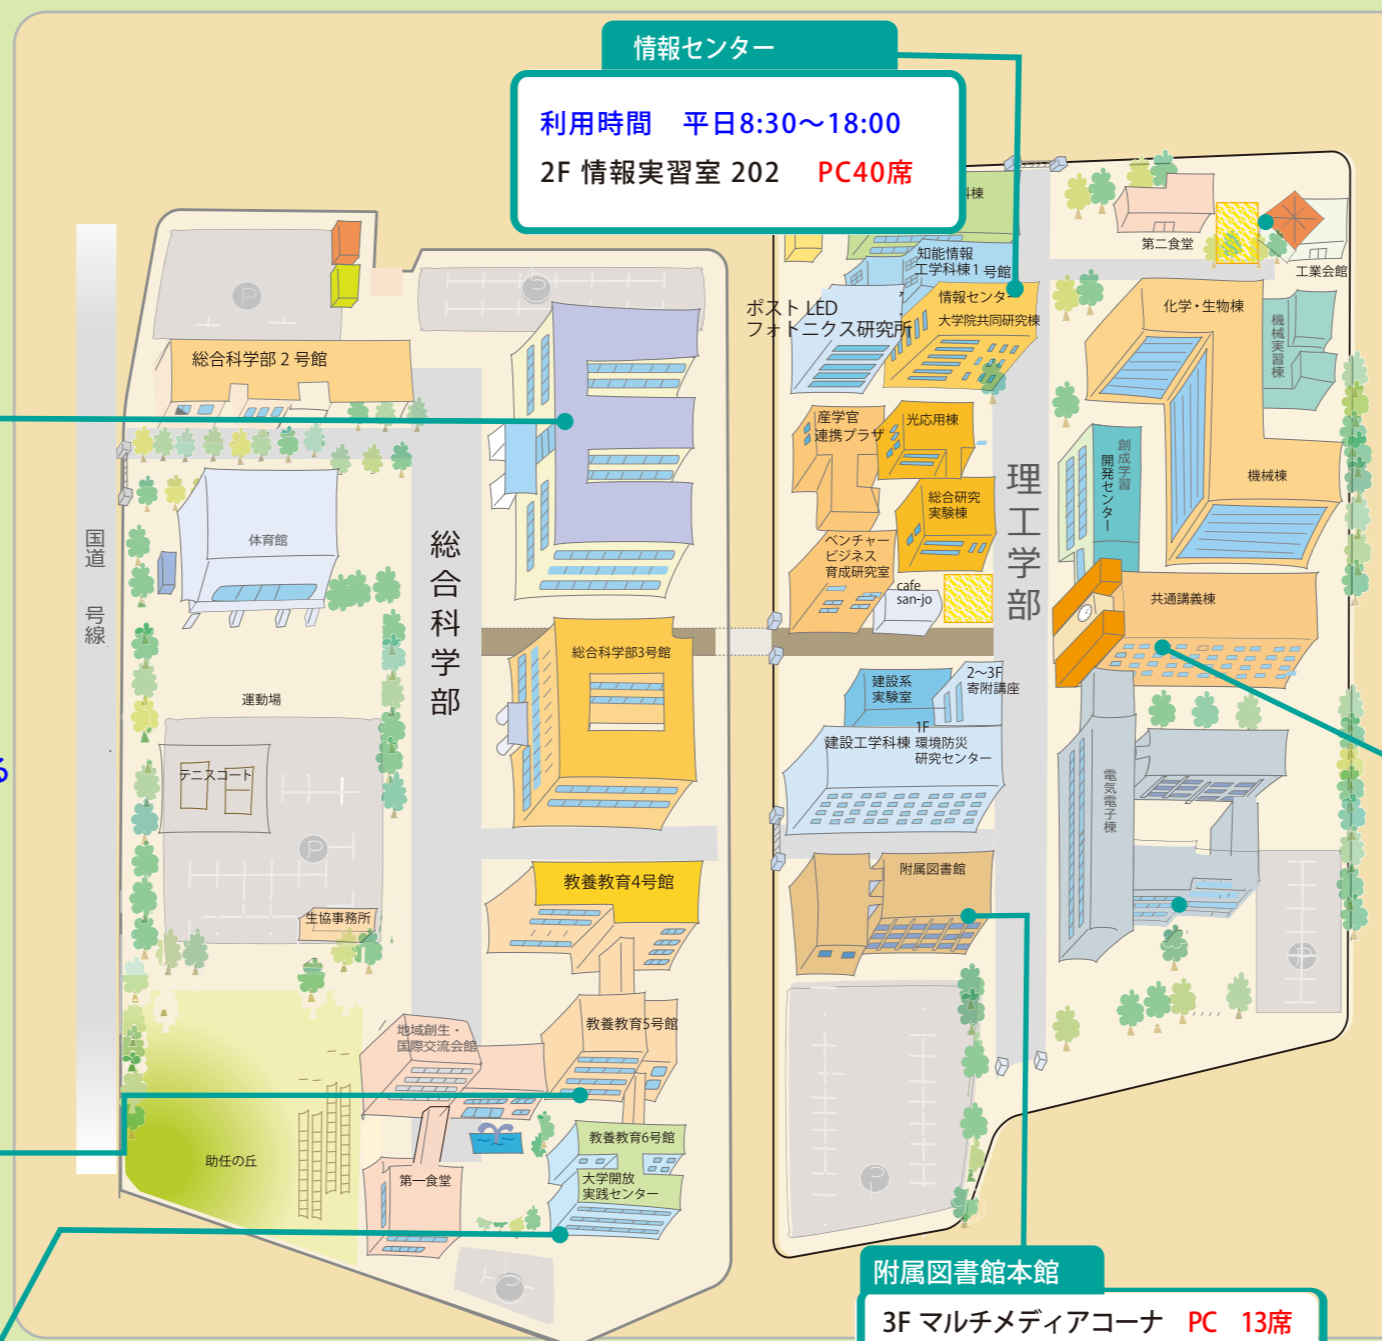 情報センター
利用時間　平日8:30〜18:00
2F 情報実習室 202　PC40席
科棟
知能情報
工学科棟1 号館
ポスト LED
フォトニクス研究所
情報センター
大学院共同研究棟
第二食堂
工業会館
化学・生物棟
機械実習棟
総合科学部 2 号館
産学官
連携プラザ
光応用棟
創成学習
開発センター
機械棟
総合研究
実験棟
理工学部
体育館
国道　号線
総合科学部
ベンチャー
ビジネス
育成研究室
cafe
san-jo
共通講義棟
総合科学部3号館
建設系
実験室
2〜3F
寄附講座
運動場
1F
建設工学科棟
環境防災
研究センター
る
テニスコート
電気電子棟
P
教養教育4号館
附属図書館
生協事務所
教養教育5号館
地域創生・
国際交流会館
教養教育6号館
助任の丘
第一食堂
大学開放
実践センター
附属図書館本館
3F マルチメディアコーナ　PC　13席